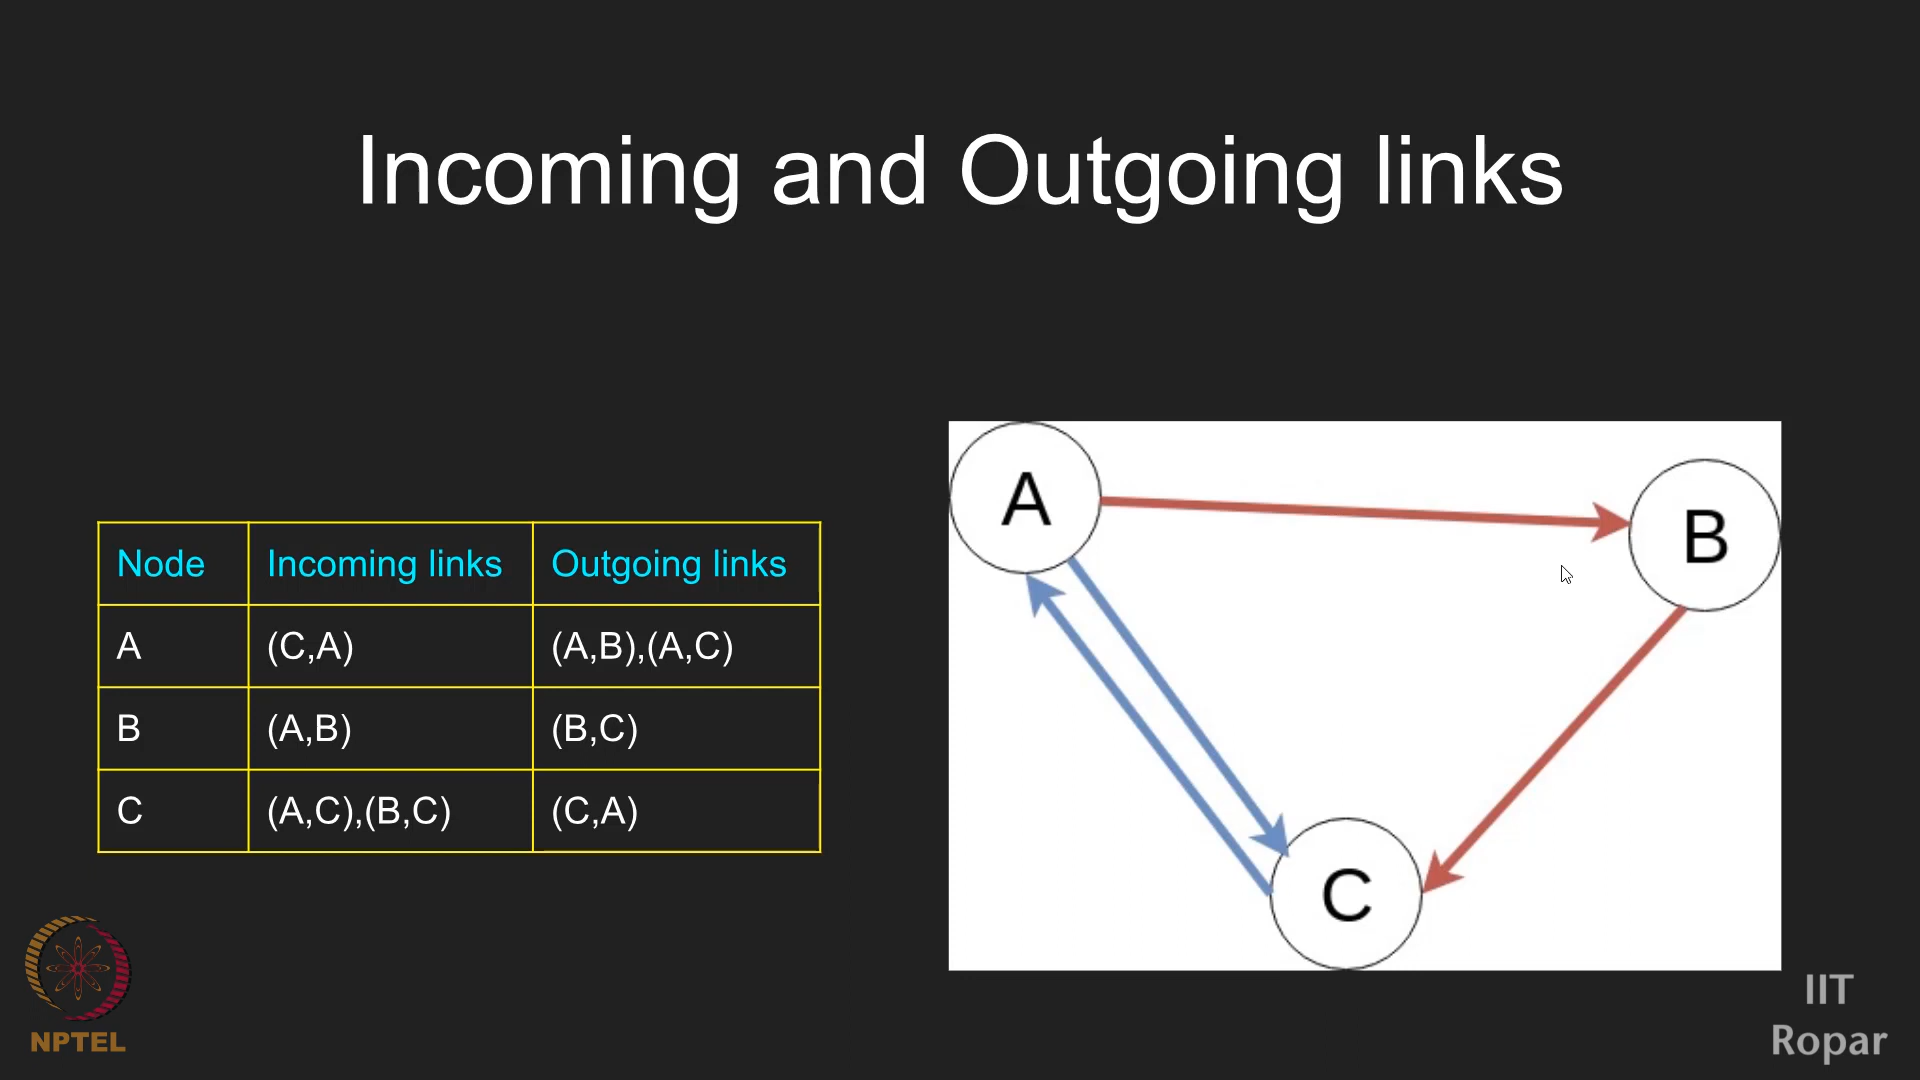 Incoming and Outgoing links
Node Incoming links Outgoing links
A (C,A) (A,B),(A,C)
B (A,B) (B,C)
C (A,C),(B,C) (C,A)
A
B
C
NPTEL
IIT
Ropar